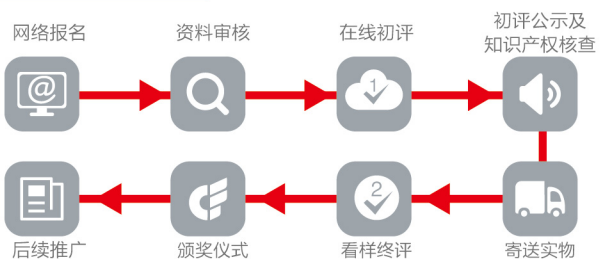 网络报名
资料审核
在线初评
初评公示及
知识产权核查
@
1
2
后续推广
颁奖仪式
看样终评
寄送实物